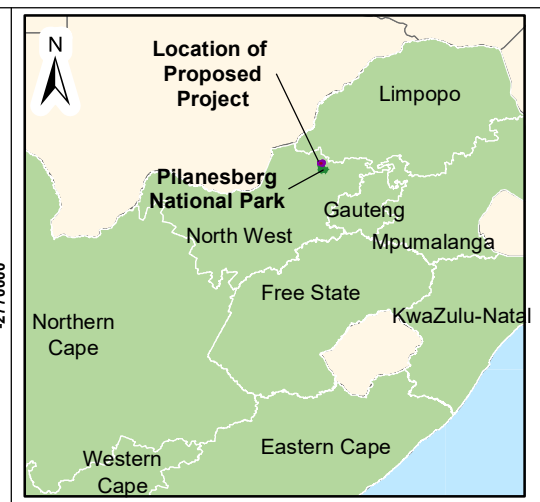 N
Location of
Proposed
Project
Limpopo
Pilanesberg
National Park
Gauteng
North West
Mpumalanga
Free State
KwaZulu-Natal
Northern
Cape
Eastern Cape
Western
Cape